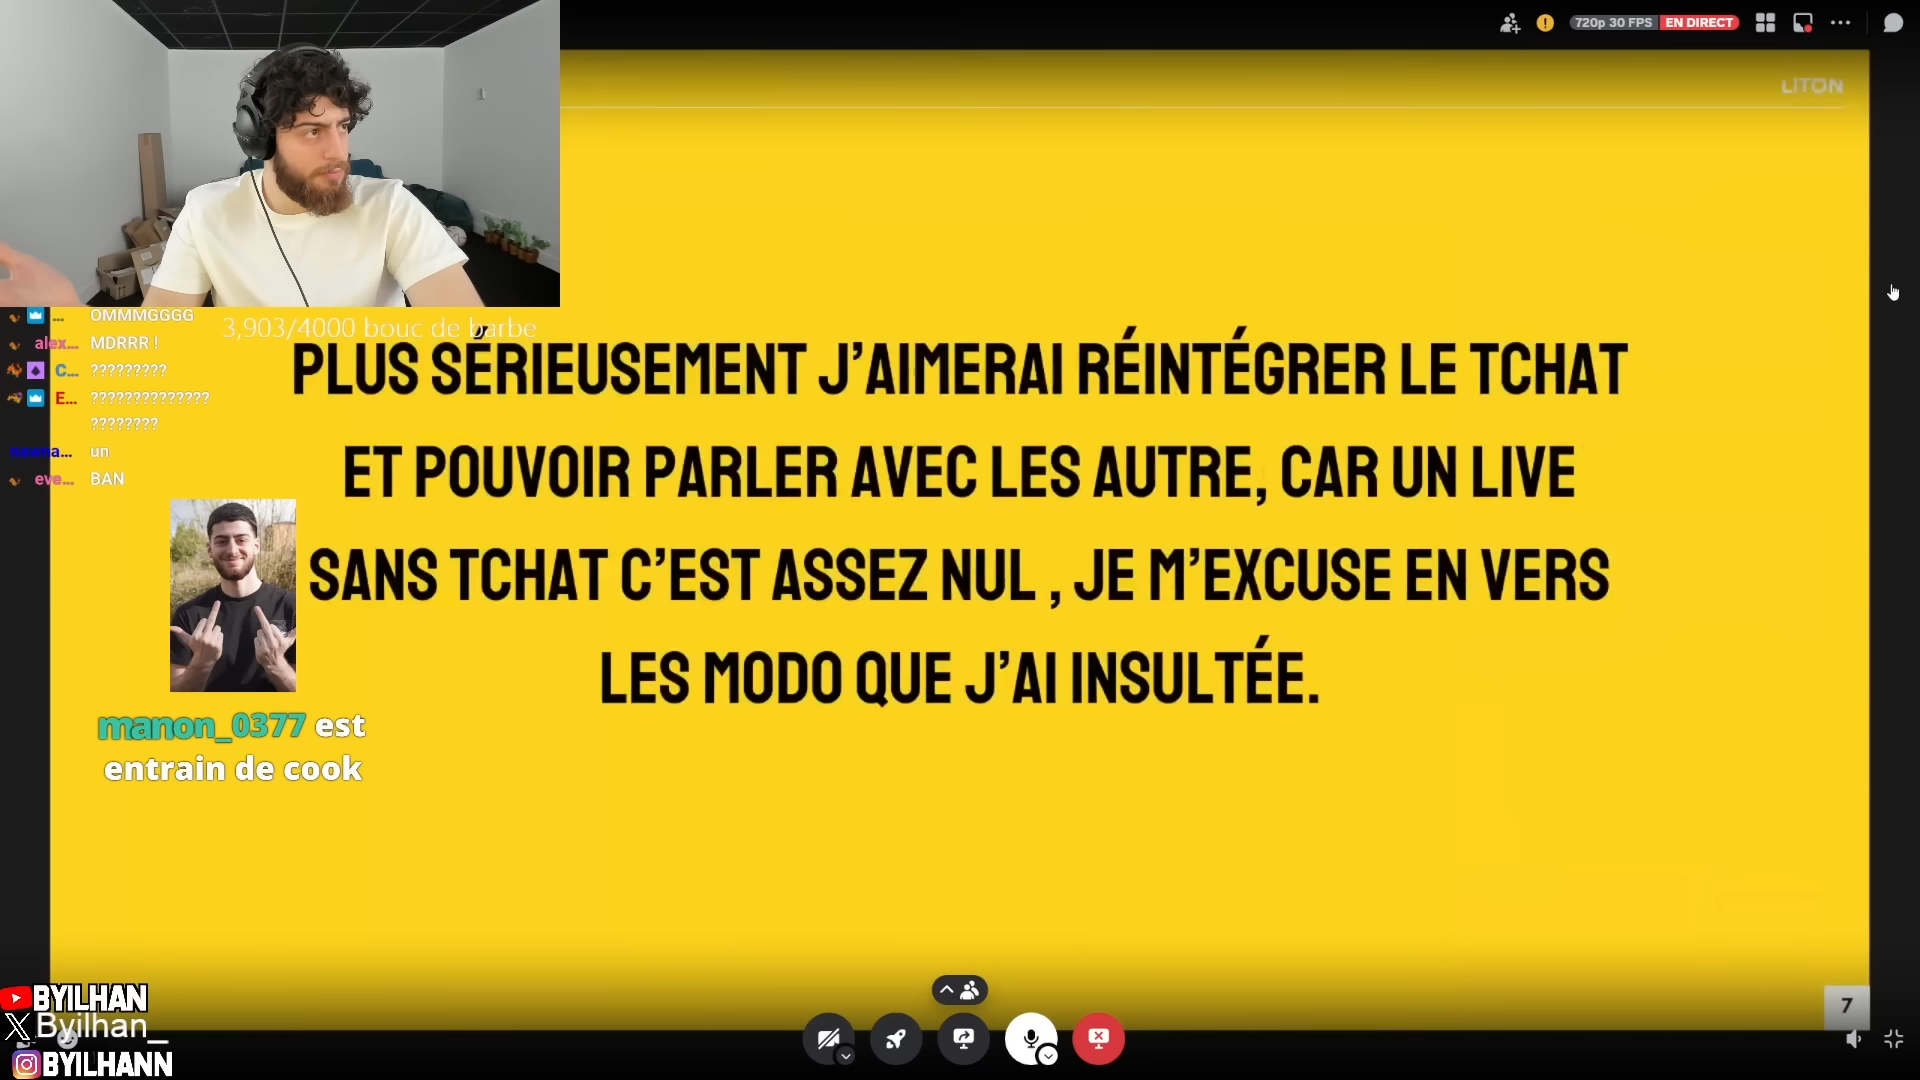 720p 30 FPS EN DIRECT
LITON
OMMMGGGG
3,903/4000 bouc de barbe
alex... MDRRR !
C... ?????????
E... ??????????????
????????
un
eve... BAN
PLUS SÉRIEUSEMENT J'AIMERAI RÉINTÉGRER LE TCHAT
ET POUVOIR PARLER AVEC LES AUTRE, CAR UN LIVE
SANS TCHAT C'EST ASSEZ NUL , JE M'EXCUSE EN VERS
LES MODO QUE J'AI INSULTÉE.
manon_0377 est
entrain de cook
BYILHAN
Byilhan_
BYILHANN
7